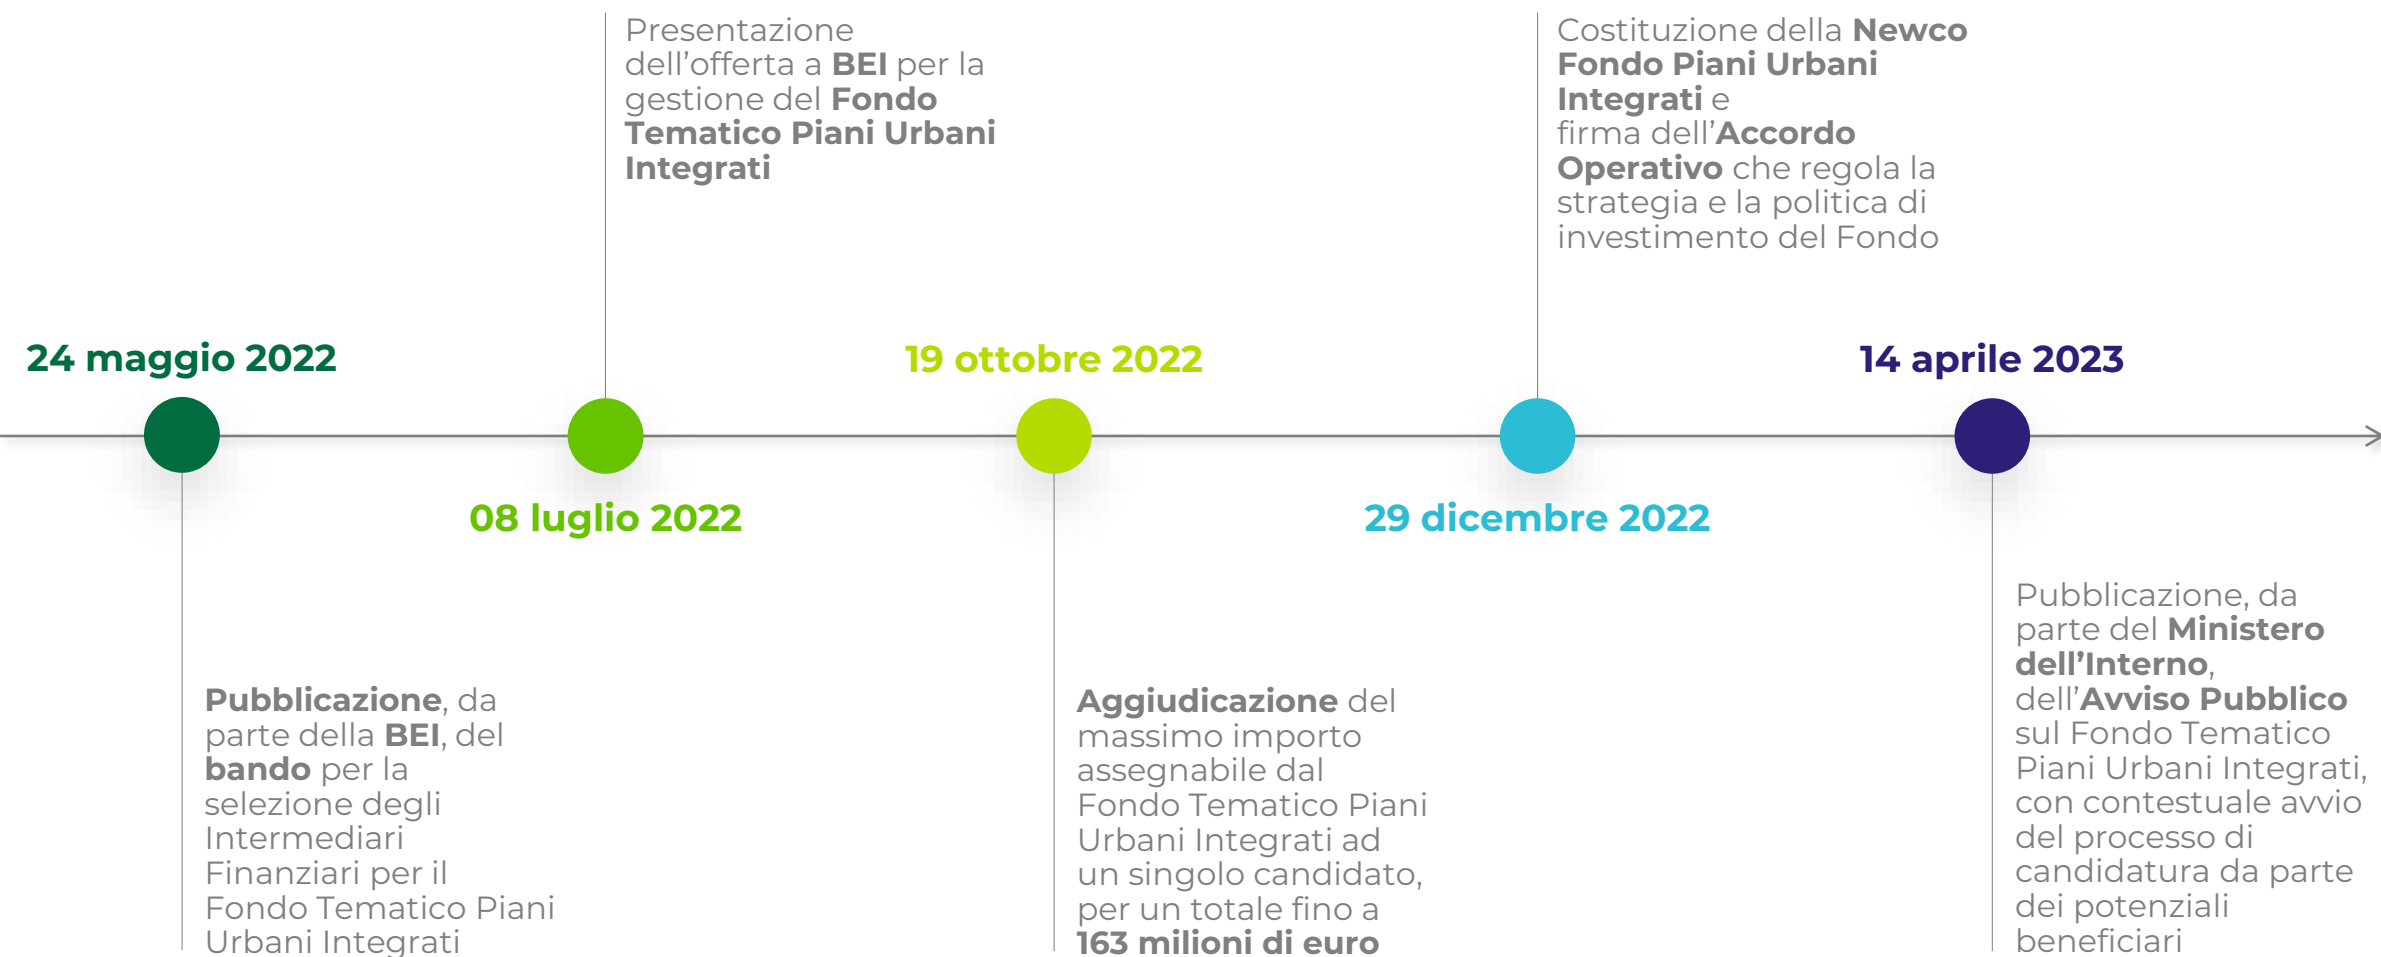 24 maggio 2022
Pubblicazione, da
parte della BEI, del
bando per la
selezione degli
Intermediari
Finanziari per il
Fondo Tematico Piani
Urbani Integrati
Presentazione
dell’offerta a BEI per la
gestione del Fondo
Tematico Piani Urbani
Integrati
08 luglio 2022
19 ottobre 2022
Aggiudicazione del
massimo importo
assegnabile dal
Fondo Tematico Piani
Urbani Integrati ad
un singolo candidato,
per un totale fino a
163 milioni di euro
Costituzione della Newco
Fondo Piani Urbani
Integrati e
firma dell’Accordo
Operativo che regola la
strategia e la politica di
investimento del Fondo
29 dicembre 2022
14 aprile 2023
Pubblicazione, da
parte del Ministero
dell’Interno,
dell’Avviso Pubblico
sul Fondo Tematico
Piani Urbani Integrati,
con contestuale avvio
del processo di
candidatura da parte
dei potenziali
beneficiari